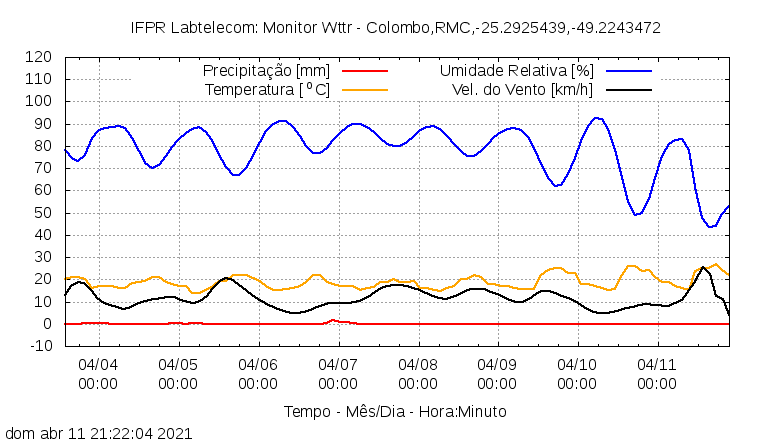 IFPR Labtelecom: Monitor Wttr - Colombo,RMC,-25.2925439,-49.2243472
Precipitação [mm]
Temperatura [ ⁰C]
Umidade Relativa [%]
Vel. do Vento [km/h]
120
110
100
90
80
70
60
50
40
30
20
10
0
-10
04/04 04/05 04/06 04/07 04/08 04/09 04/10 04/11
00:00 00:00 00:00 00:00 00:00 00:00 00:00 00:00
Tempo - Mês/Dia - Hora:Minuto
dom abr 11 21:22:04 2021